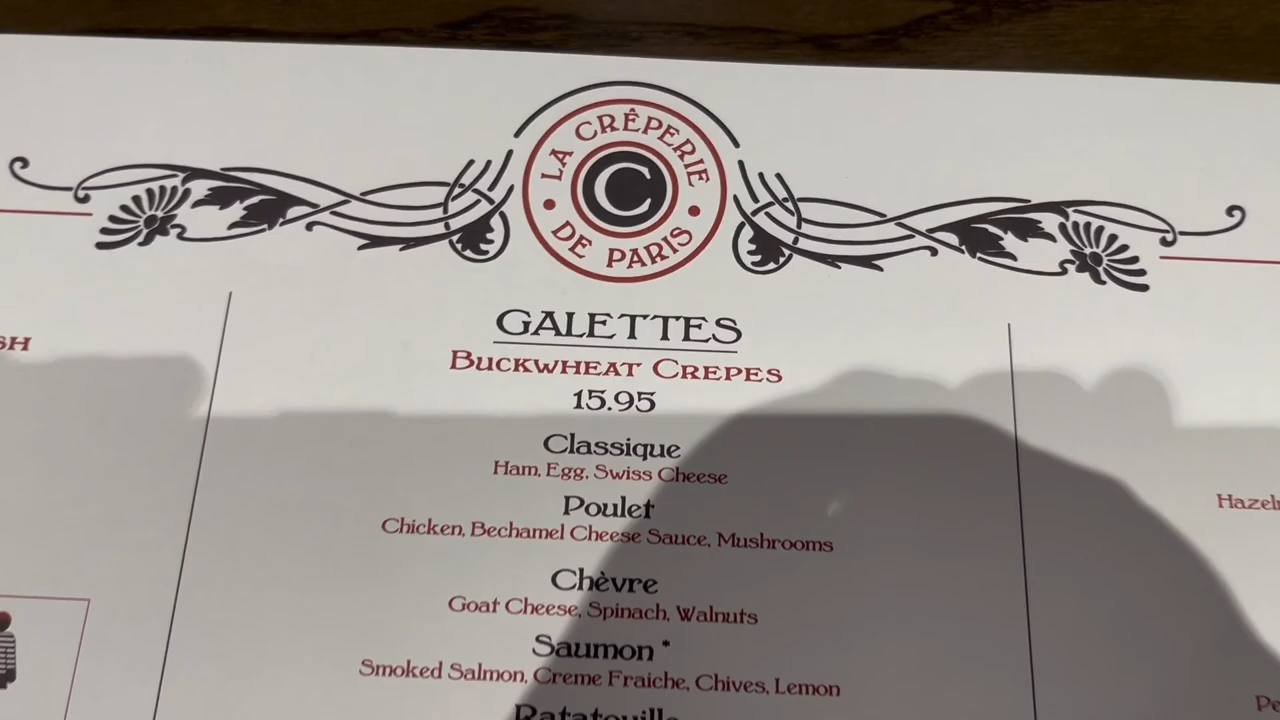 LA CRÊPERIE
DE PARIS
C
GALETTES
BUCKWHEAT CREPES
15.95
Classique
Ham, Egg, Swiss Cheese
Poulet
Chicken, Bechamel Cheese Sauce, Mushrooms
Chèvre
Goat Cheese, Spinach, Walnuts
Saumon *
Smoked Salmon, Creme Fraiche, Chives, Lemon
Ratatouille